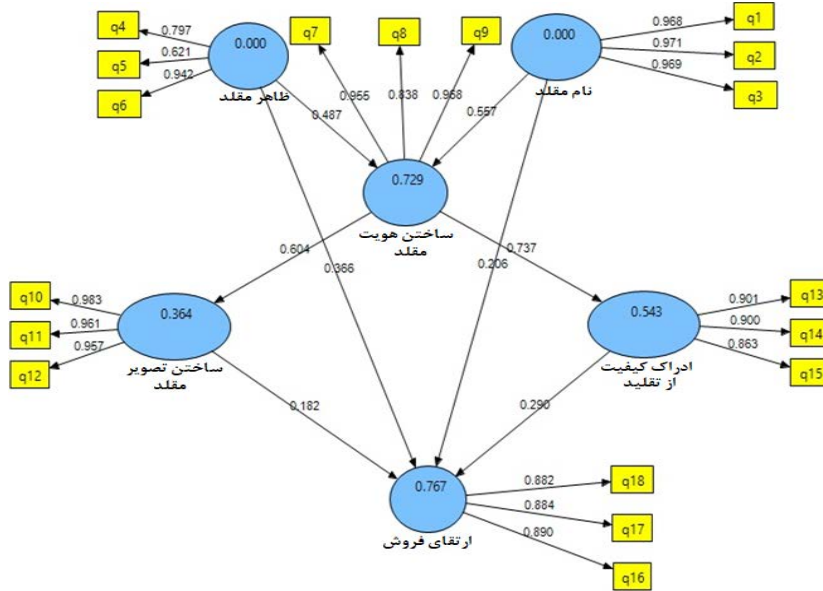 q4
0.797
q5
0.621
q6
0.942
0.000
ظاهر مقلد
q7
q8
q9
0.955
0.838
0.958
0.000
نام مقلد
0.968
q1
0.971
q2
0.969
q3
0.487
0.557
0.729
ساختن هویت
مقلد
0.604
0.366
0.206
0.737
q10
0.983
q11
0.961
q12
0.957
0.364
ساختن تصویر
مقلد
0.543
ادراک کیفیت
از تقلید
0.901
q13
0.900
q14
0.863
q15
0.182
0.290
0.767
ارتقای فروش
0.882
q18
0.884
q17
0.890
q16